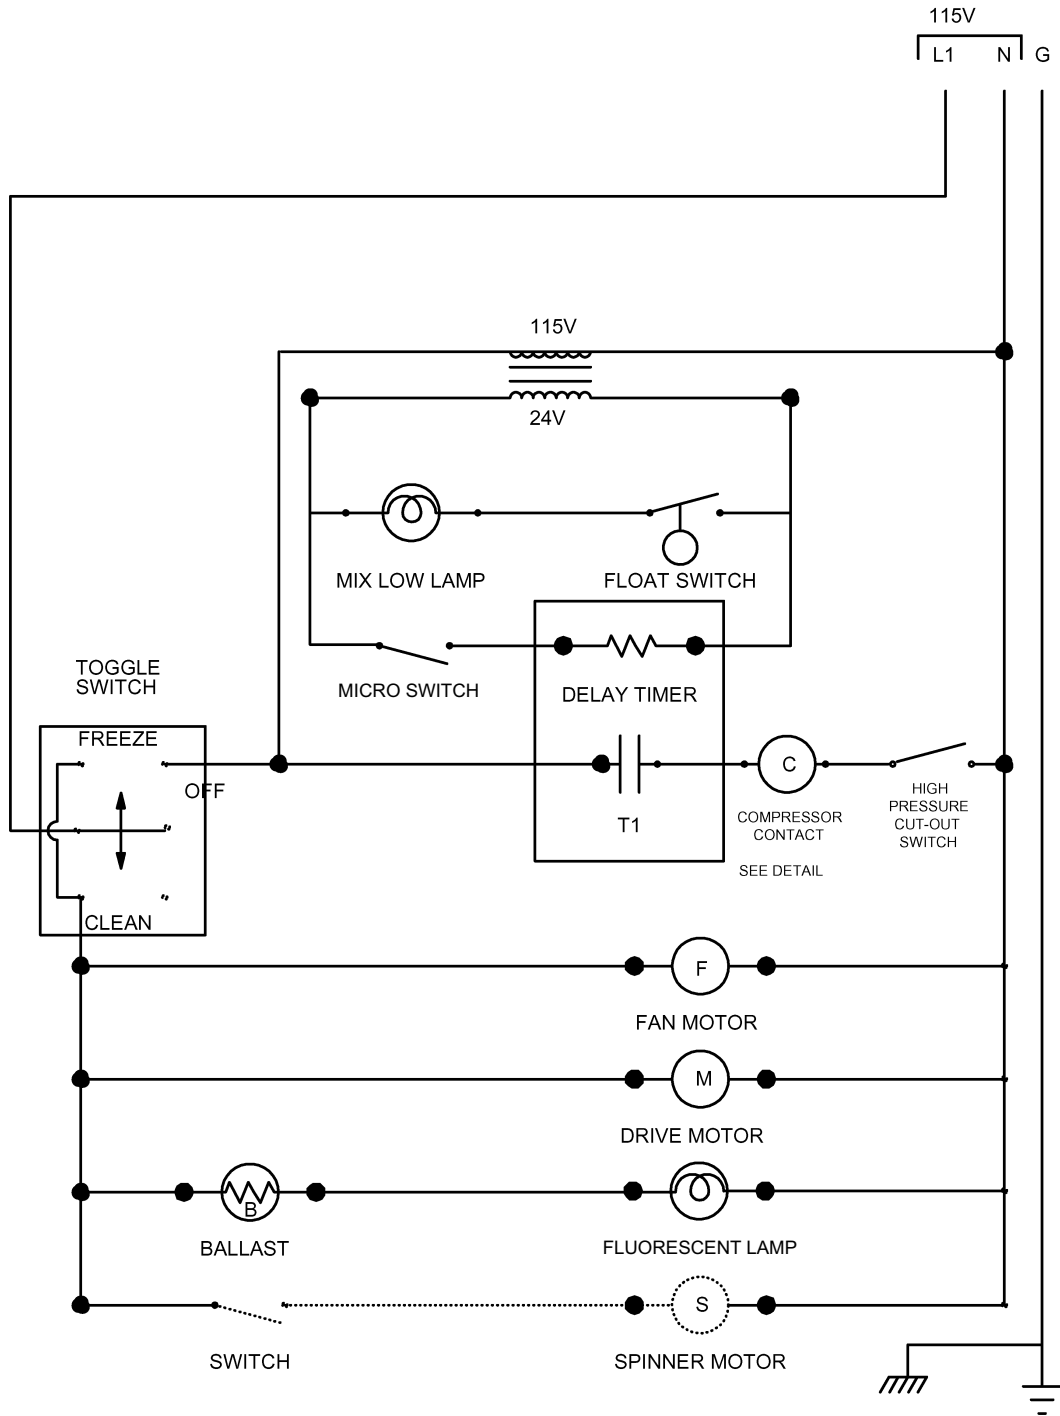 115V
L1 N G
115V
24V
MIX LOW LAMP
FLOAT SWITCH
MICRO SWITCH
DELAY TIMER
TOGGLE
SWITCH
FREEZE
OFF
CLEAN
T1
C
COMPRESSOR
CONTACT
SEE DETAIL
HIGH
PRESSURE
CUT-OUT
SWITCH
F
FAN MOTOR
M
DRIVE MOTOR
B
BALLAST
FLUORESCENT LAMP
S
SWITCH
SPINNER MOTOR